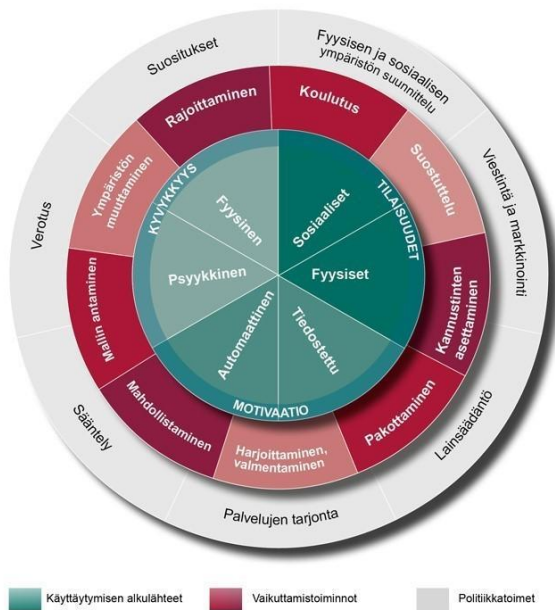 Suositukset
Fyysisen ja sosiaalisen
ympäristön suunnittelu
Viestintä ja markkinointi
Lainsäädäntö
Palvelujen tarjonta
Sääntely
Verotus
Rajoittaminen
Koulutus
Suostuttelu
Kannustinten
asettaminen
Pakottaminen
Harjoittaminen,
valmentaminen
Mahdollistaminen
Mallin antaminen
Ympäristön
muuttaminen
KYVYKKYYS
TILAISUUDET
MOTIVAATIO
Fyysinen
Sosiaaliset
Fyysiset
Tiedostettu
Automaattinen
Psyykkinen
Käyttäytymisen alkulähteet
Vaikuttamistoiminnot
Politiikkatoimet